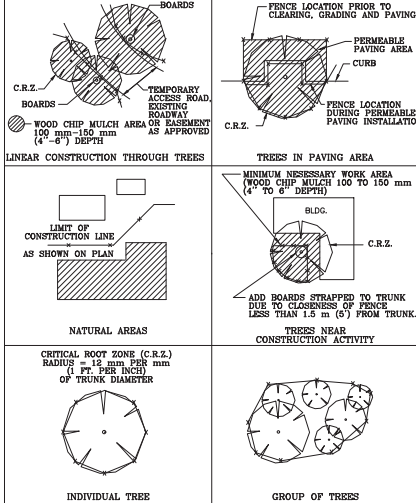 BOARDS
C.R.Z.
BOARDS
TEMPORARY
ACCESS ROAD,
EXISTING
ROADWAY
OR EASEMENT
AS APPROVED
WOOD CHIP MULCH AREA
100 mm-150 mm
(4"-6") DEPTH
LINEAR CONSTRUCTION THROUGH TREES
FENCE LOCATION PRIOR TO
CLEARING, GRADING AND PAVING
PERMEABLE
PAVING AREA
CURB
FENCE LOCATION
DURING PERMEABLE
PAVING INSTALLATIO
C.R.Z.
TREES IN PAVING AREA
LIMIT OF
CONSTRUCTION LINE
AS SHOWN ON PLAN
NATURAL AREAS
MINIMUM NESESSARY WORK AREA
(WOOD CHIP MULCH 100 TO 150 mm
(4" TO 6" DEPTH)
BLDG.
C.R.Z.
ADD BOARDS STRAPPED TO TRUNK
DUE TO CLOSENESS OF FENCE
LESS THAN 1.5 m (5') FROM TRUNK.
TREES NEAR
CONSTRUCTION ACTIVITY
CRITICAL ROOT ZONE (C.R.Z.)
RADIUS = 12 mm PER mm
(1 FT. PER INCH)
OF TRUNK DIAMETER
INDIVIDUAL TREE
GROUP OF TREES